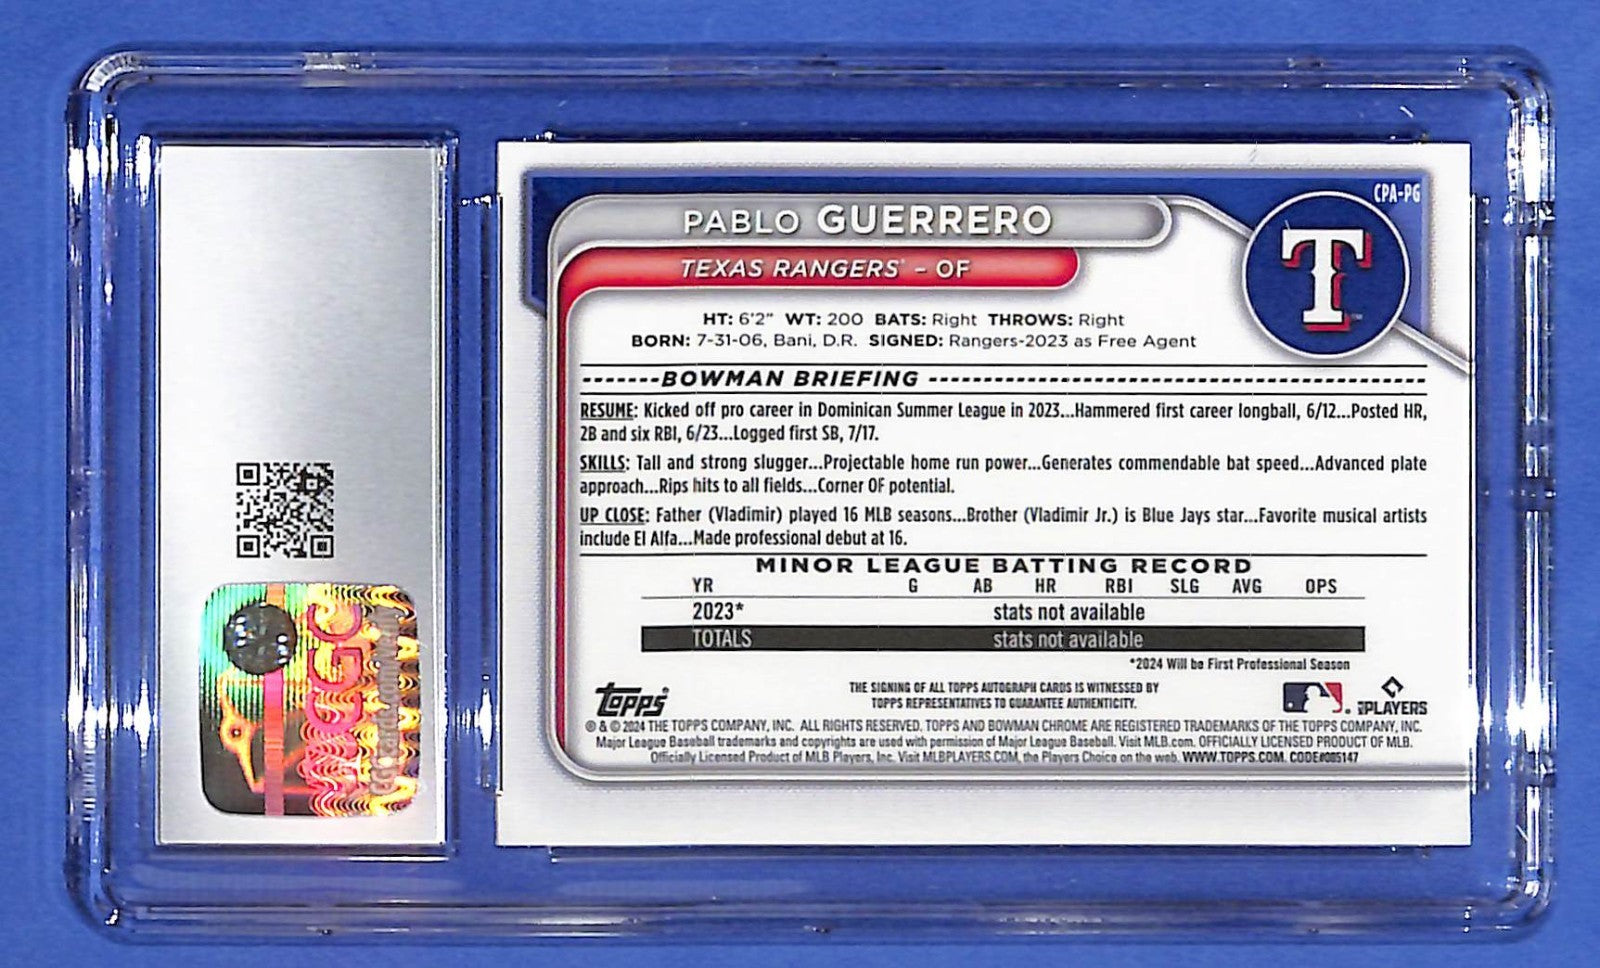 CPA-PG
PABLO GUERRERO
TEXAS RANGERS - OF
T
HT: 6'2" WT: 200 BATS: Right THROWS: Right
BORN: 7-31-06, Bani, D.R. SIGNED: Rangers-2023 as Free Agent
BOWMAN BRIEFING
RESUME: Kicked off pro career in Dominican Summer League in 2023...Hammered first career longball, 6/12...Posted HR,
2B and six RBI, 6/23...Logged first SB, 7/17.
SKILLS: Tall and strong slugger...Projectable home run power...Generates commendable bat speed...Advanced plate
approach...Rips hits to all fields...Corner OF potential.
UP CLOSE: Father (Vladimir) played 16 MLB seasons...Brother (Vladimir Jr.) is Blue Jays star...Favorite musical artists
include El Alfa...Made professional debut at 16.
MINOR LEAGUE BATTING RECORD
YR G AB HR RBI SLG AVG OPS
2023* stats not available
TOTALS stats not available
*2024 Will be First Professional Season
THE SIGNING OF ALL TOPPS AUTOGRAPH CARDS IS WITNESSED BY
TOPPS REPRESENTATIVES TO GUARANTEE AUTHENTICITY.
topps
PLAYERS
® & © 2024 THE TOPPS COMPANY, INC. ALL RIGHTS RESERVED. TOPPS AND BOWMAN CHROME ARE REGISTERED TRADEMARKS OF THE TOPPS COMPANY, INC.
Major League Baseball trademarks and copyrights are used with permission of Major League Baseball. Visit MLB.com. OFFICIALLY LICENSED PRODUCT OF MLB.
Officially Licensed Product of MLB Players, Inc. Visit MLBPLAYERS.COM, the Players Choice on the web. WWW.TOPPS.COM. CODE#085147